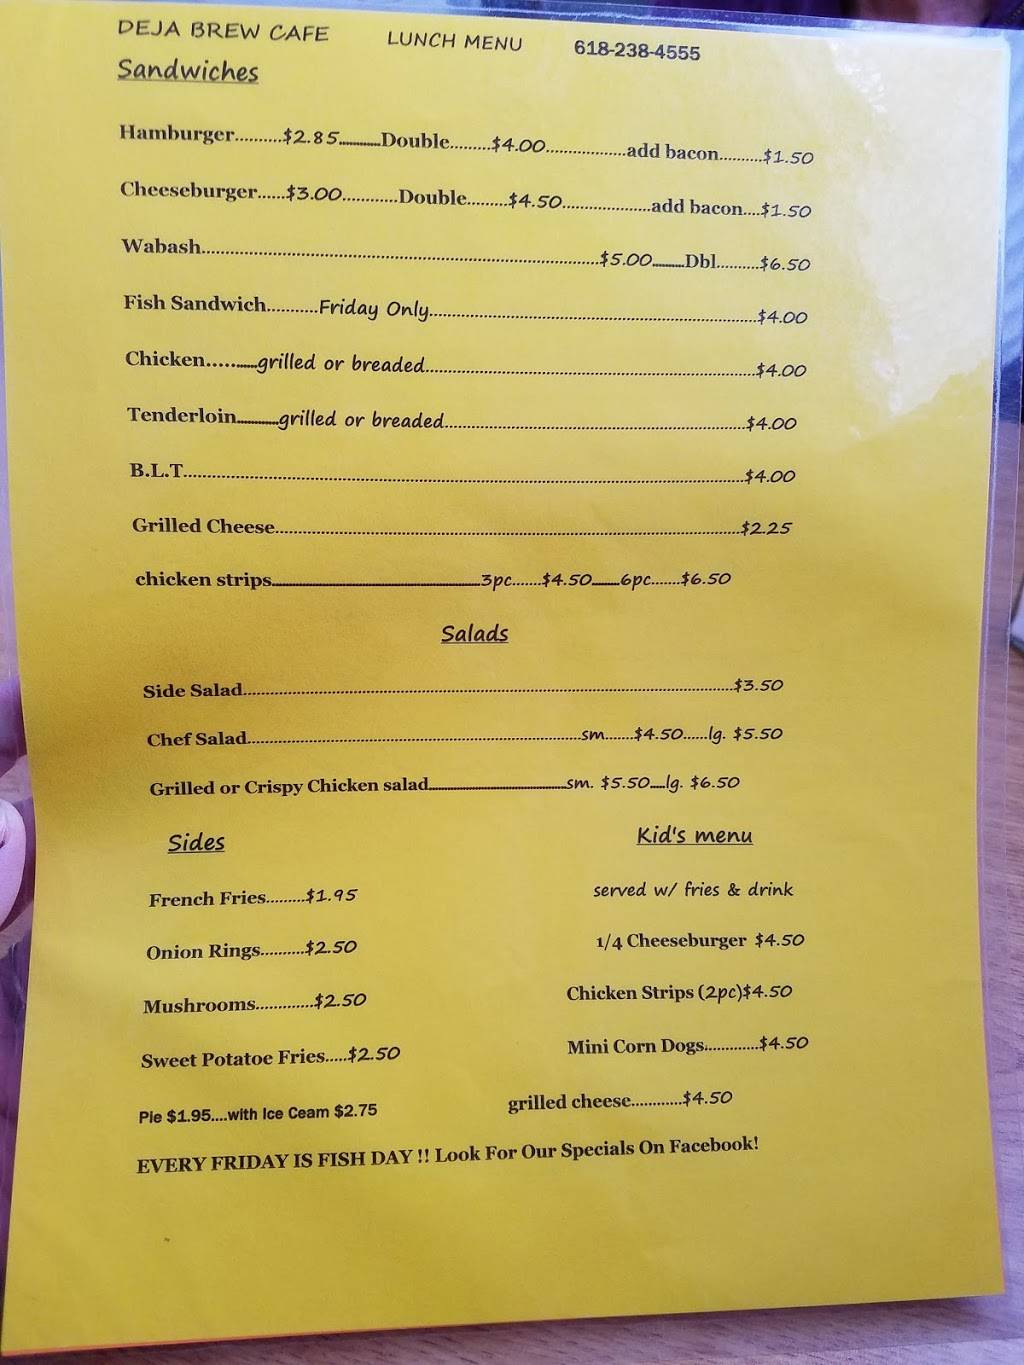 DEJA BREW CAFE LUNCH MENU 618-238-4555
Sandwiches
Hamburger..........$2.85...........Double.........$4.00..................add bacon..........$1.50
Cheeseburger......$3.00............Double.........$4.50....................add bacon....$1.50
Wabash..........................................................................................$5.00.........Dbl..........$6.50
Fish Sandwich...........Friday Only..........................................................................$4.00
Chicken...........grilled or breaded..........................................................................$4.00
Tenderloin...........grilled or breaded....................................................................$4.00
B.L.T..............................................................................................................................$4.00
Grilled Cheese.........................................................................................................$2.25
chicken strips........................................................3pc.......$4.50........6pc.......$6.50
Salads
Side Salad..............................................................................................................$3.50
Chef Salad...........................................................................sm.......$4.50......lg. $5.50
Grilled or Crispy Chicken salad......................................sm. $5.50.....lg. $6.50
Sides Kid's menu
French Fries.........$1.95 served w/ fries & drink
Onion Rings..........$2.50 1/4 Cheeseburger $4.50
Mushrooms.............$2.50 Chicken Strips (2pc)$4.50
Sweet Potatoe Fries.....$2.50 Mini Corn Dogs.............$4.50
Pie $1.95....with Ice Ceam $2.75 grilled cheese............$4.50
EVERY FRIDAY IS FISH DAY !! Look For Our Specials On Facebook!